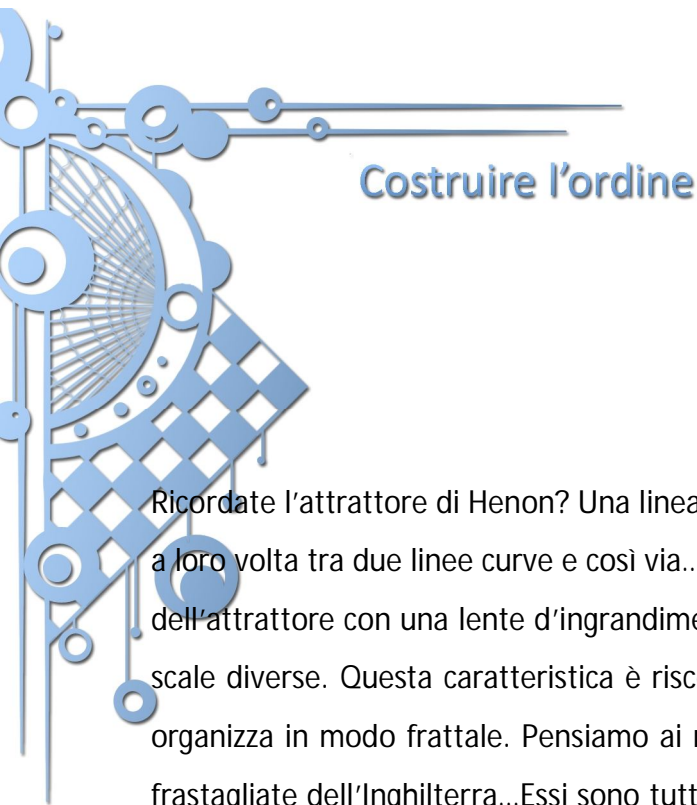 Costruire l’ordine
Ricordate l’attrattore di Henon? Una linea
a loro volta tra due linee curve e così via..
dell’attrattore con una lente d’ingrandime
scale diverse. Questa caratteristica è risc
organizza in modo frattale. Pensiamo ai
frastagliate dell’Inghilterra...Essi sono tutt